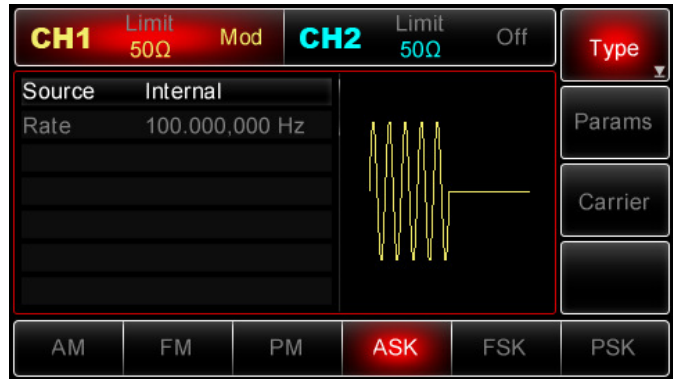 CH1 Limit 50Ω Mod CH2 Limit 50Ω Off Type
Source Internal
Rate 100.000,000 Hz
Params
Carrier
AM FM PM ASK FSK PSK